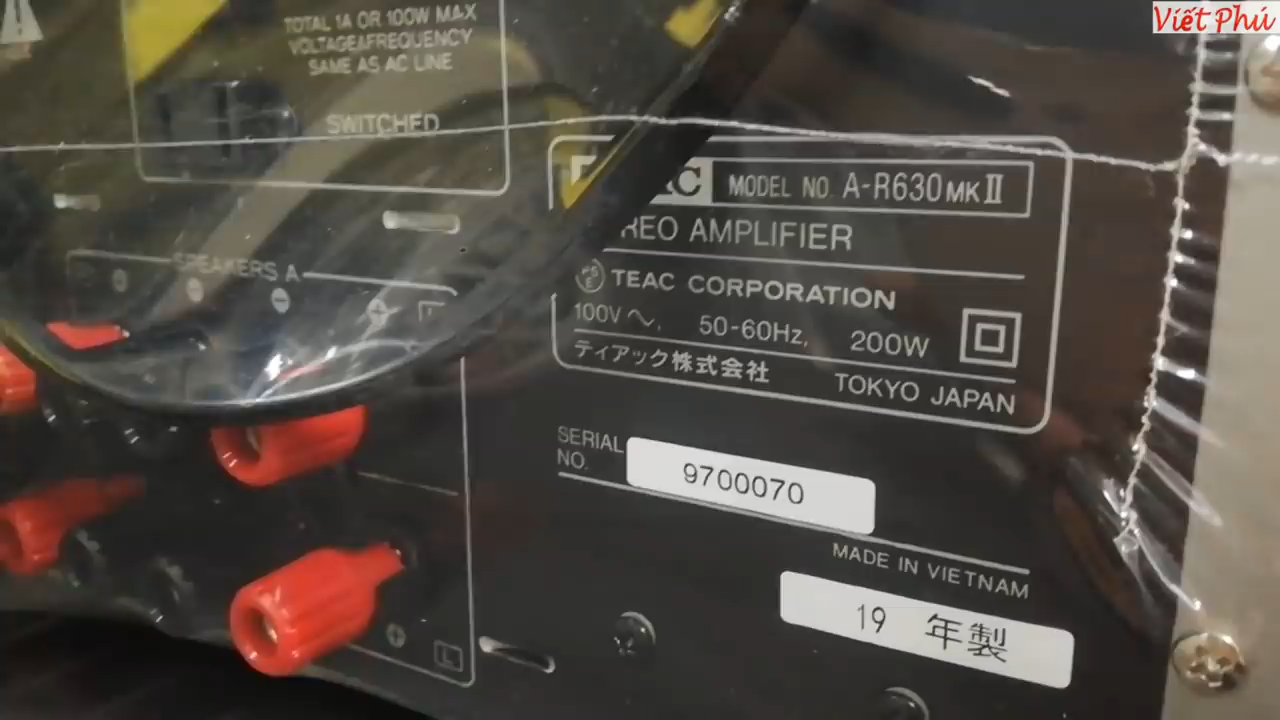 Viết Phú
TOTAL 1A OR 100W MAX
VOLTAGE&FREQUENCY
SAME AS AC LINE
SWITCHED
SPEAKERS A
MODEL NO. A-R630MKII
AMPLIFIER
TEAC CORPORATION
100V～, 50-60Hz, 200W
ティアック株式会社 TOKYO JAPAN
SERIAL
NO. 9700070
MADE IN VIETNAM
19 年製
L